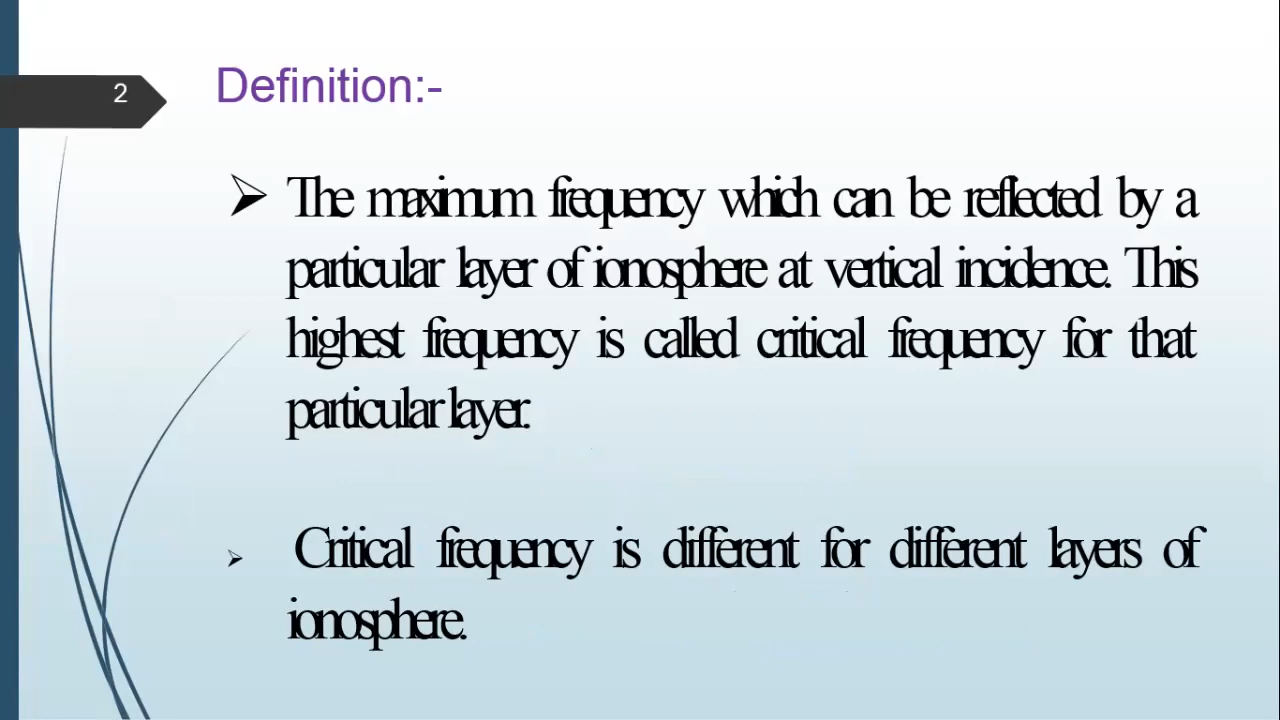 2
Definition:-
The maximum frequency which can be reflected by a
particular layer of ionosphere at vertical incidence. This
highest frequency is called critical frequency for that
particular layer.
Critical frequency is different for different layers of
ionosphere.